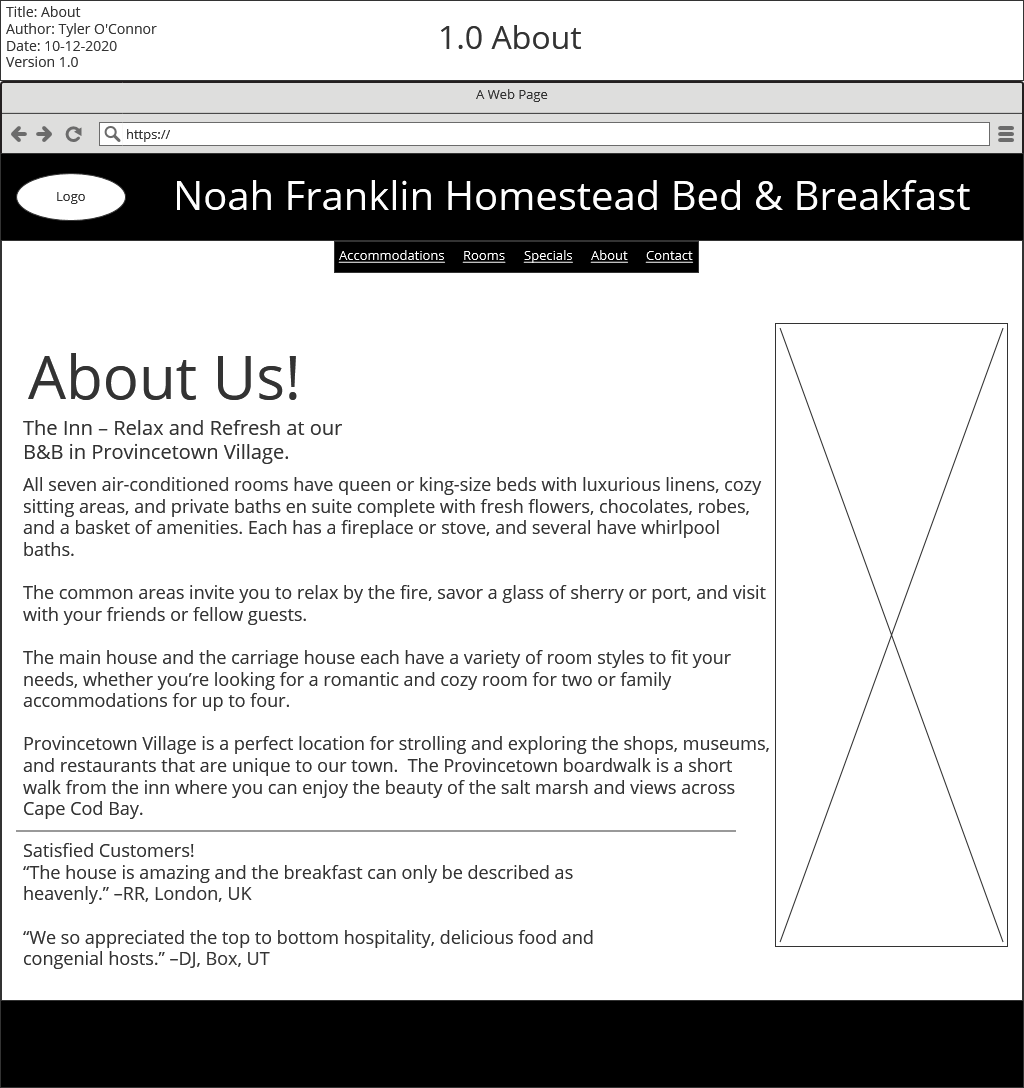 Title: About
Author: Tyler O'Connor
Date: 10-12-2020
Version 1.0
1.0 About
A Web Page
https://
Logo
Noah Franklin Homestead Bed & Breakfast
Accommodations Rooms Specials About Contact
About Us!
The Inn – Relax and Refresh at our
B&B in Provincetown Village.
All seven air-conditioned rooms have queen or king-size beds with luxurious linens, cozy
sitting areas, and private baths en suite complete with fresh flowers, chocolates, robes,
and a basket of amenities. Each has a fireplace or stove, and several have whirlpool
baths.
The common areas invite you to relax by the fire, savor a glass of sherry or port, and visit
with your friends or fellow guests.
The main house and the carriage house each have a variety of room styles to fit your
needs, whether you’re looking for a romantic and cozy room for two or family
accommodations for up to four.
Provincetown Village is a perfect location for strolling and exploring the shops, museums,
and restaurants that are unique to our town.  The Provincetown boardwalk is a short
walk from the inn where you can enjoy the beauty of the salt marsh and views across
Cape Cod Bay.
Satisfied Customers!
“The house is amazing and the breakfast can only be described as
heavenly.” –RR, London, UK
“We so appreciated the top to bottom hospitality, delicious food and
congenial hosts.” –DJ, Box, UT